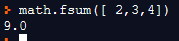 > math.fsum([ 2,3,4])
9.0